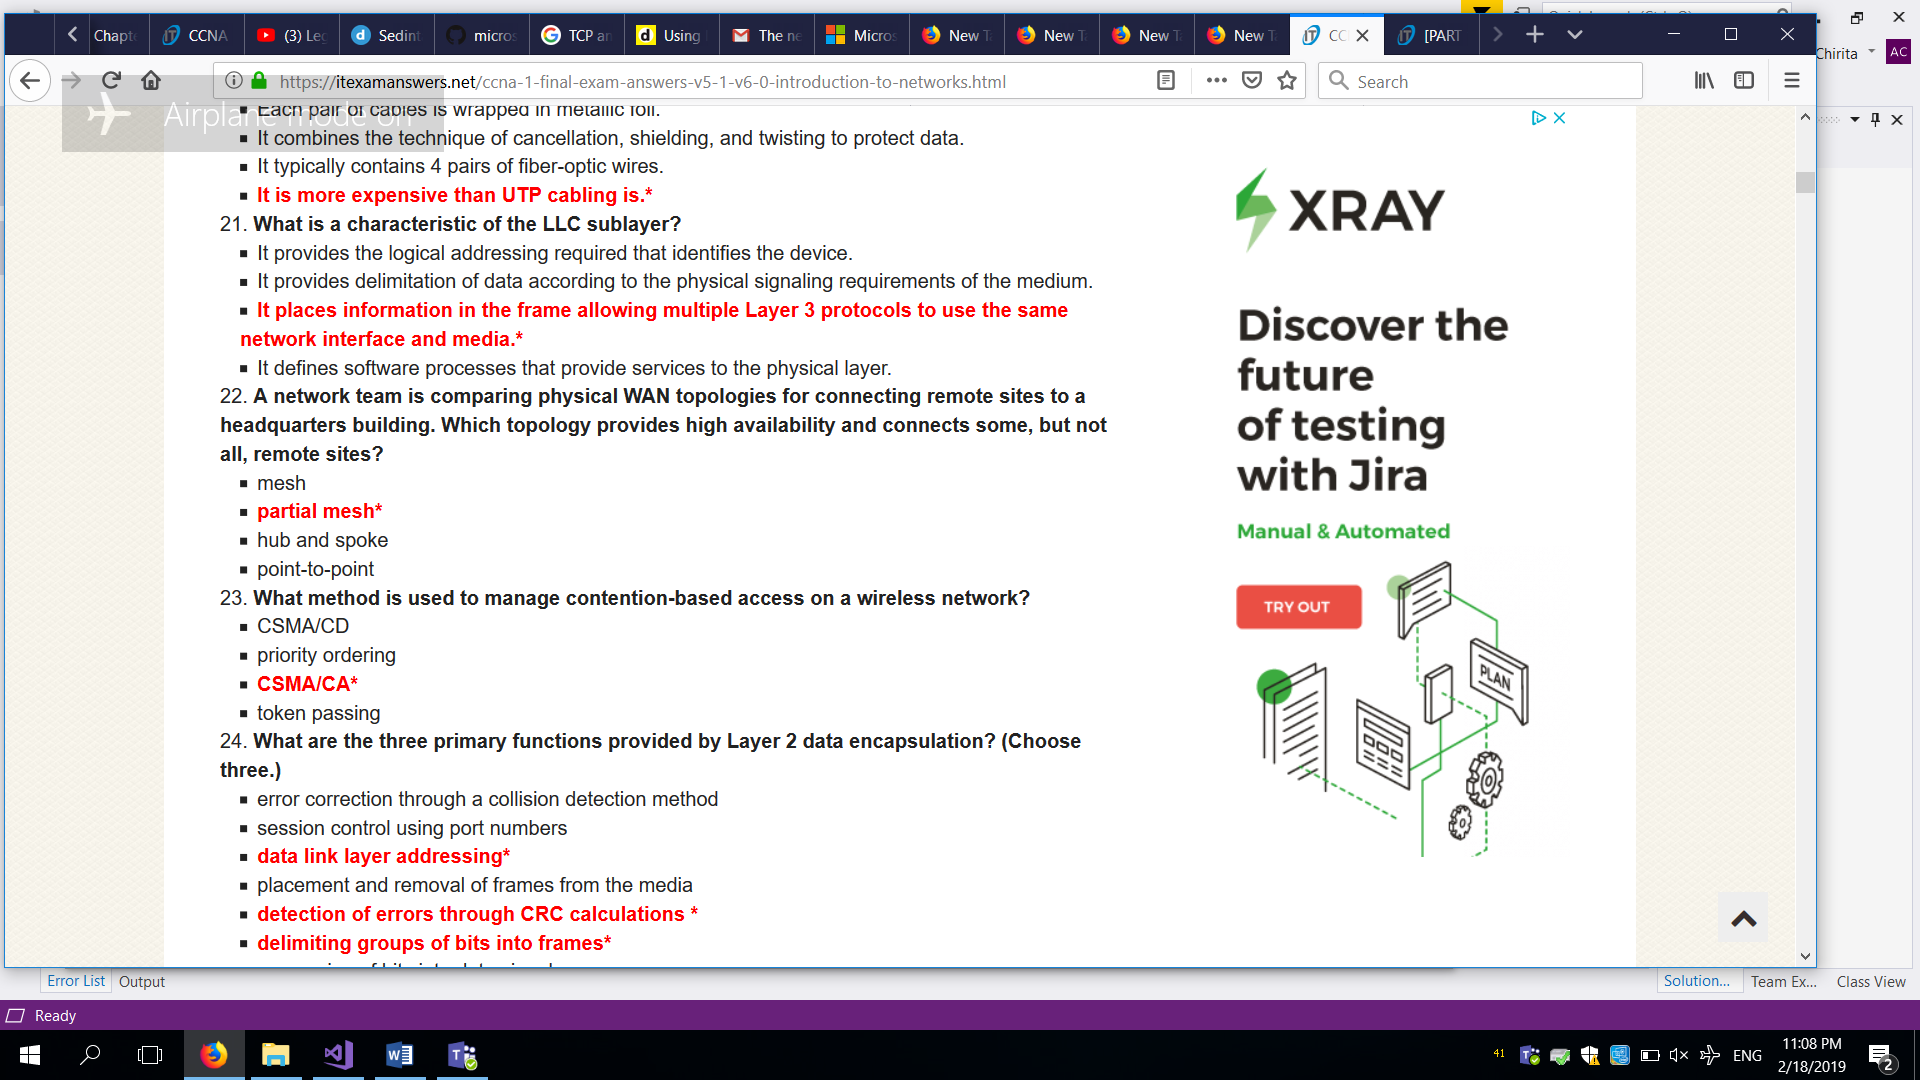 Chapt
CCNA
(3) Le
Sedint
micros
TCP an
Using
The ne
Micros
New T
New T
New T
New T
CC
[PART
Chirita
AC
https://itexamanswers.net/ccna-1-final-exam-answers-v5-1-v6-0-introduction-to-networks.html
Search
Airplane mode on
Each pair of cables is wrapped in metallic foil.
It combines the technique of cancellation, shielding, and twisting to protect data.
It typically contains 4 pairs of fiber-optic wires.
It is more expensive than UTP cabling is.*
21. What is a characteristic of the LLC sublayer?
It provides the logical addressing required that identifies the device.
It provides delimitation of data according to the physical signaling requirements of the medium.
It places information in the frame allowing multiple Layer 3 protocols to use the same
network interface and media.*
It defines software processes that provide services to the physical layer.
22. A network team is comparing physical WAN topologies for connecting remote sites to a
headquarters building. Which topology provides high availability and connects some, but not
all, remote sites?
mesh
partial mesh*
hub and spoke
point-to-point
23. What method is used to manage contention-based access on a wireless network?
CSMA/CD
priority ordering
CSMA/CA*
token passing
24. What are the three primary functions provided by Layer 2 data encapsulation? (Choose
three.)
error correction through a collision detection method
session control using port numbers
data link layer addressing*
placement and removal of frames from the media
detection of errors through CRC calculations *
delimiting groups of bits into frames*
XRAY
Discover the
future
of testing
with Jira
Manual & Automated
TRY OUT
PLAN
Error List
Output
Solution...
Team Ex...
Class View
Ready
41
ENG
11:08 PM
2/18/2019
2